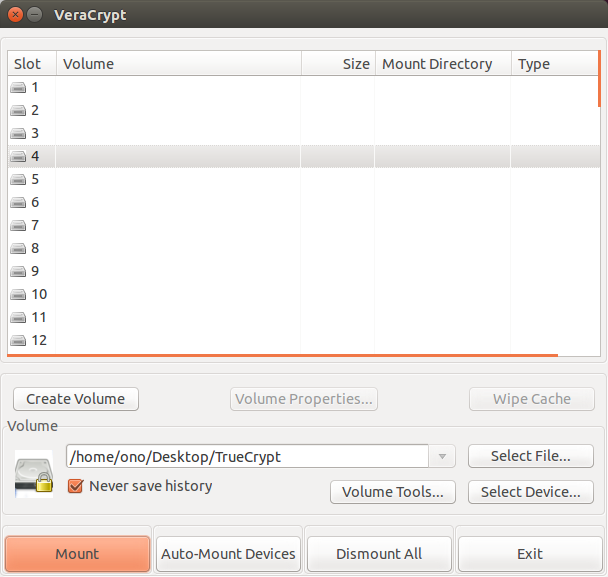 VeraCrypt
Slot Volume Size Mount Directory Type
1
2
3
4
5
6
7
8
9
10
11
12
Create Volume Volume Properties... Wipe Cache
Volume
/home/ono/Desktop/TrueCrypt Select File...
Never save history Volume Tools... Select Device...
Mount Auto-Mount Devices Dismount All Exit